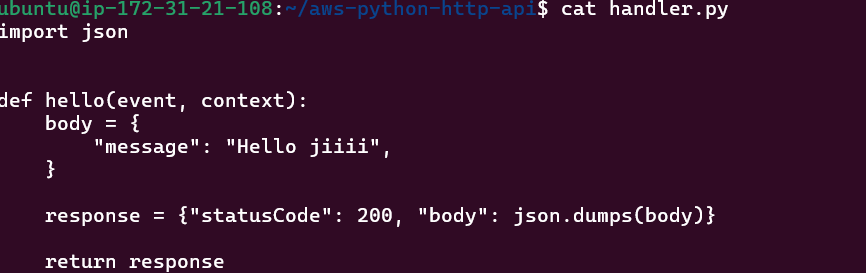 ubuntu@ip-172-31-21-108:~/aws-python-http-api$ cat handler.py
import json
def hello(event, context):
    body = {
        "message": "Hello jiiii",
    }
    response = {"statusCode": 200, "body": json.dumps(body)}
    return response